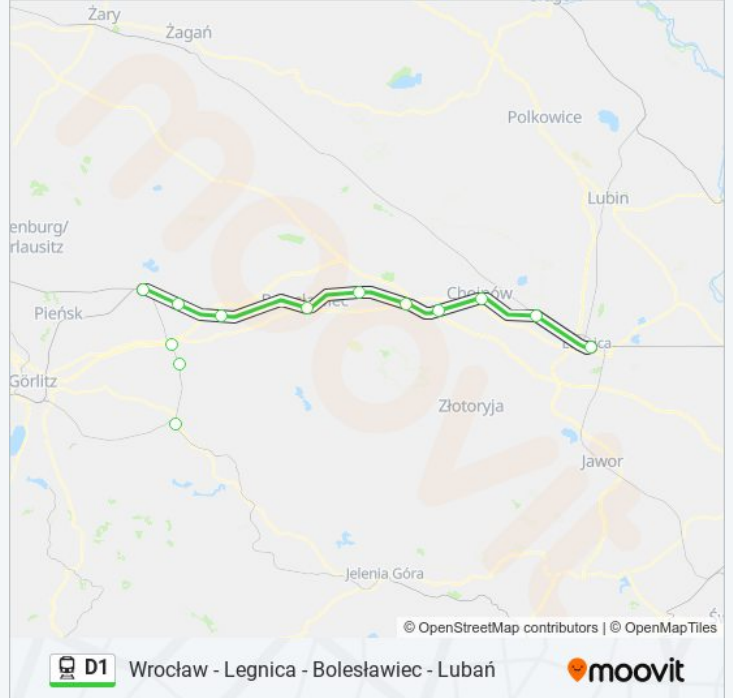 Żary
Żagań
Polkowice
Lubin
enburg/
rlausitz
Chojnów
Pieńsk
Görlitz
Złotoryja
Jawor
Jelenia Góra
moovit
© OpenStreetMap contributors | © OpenMapTiles
D1 Wrocław - Legnica - Bolesławiec - Lubań
moovit